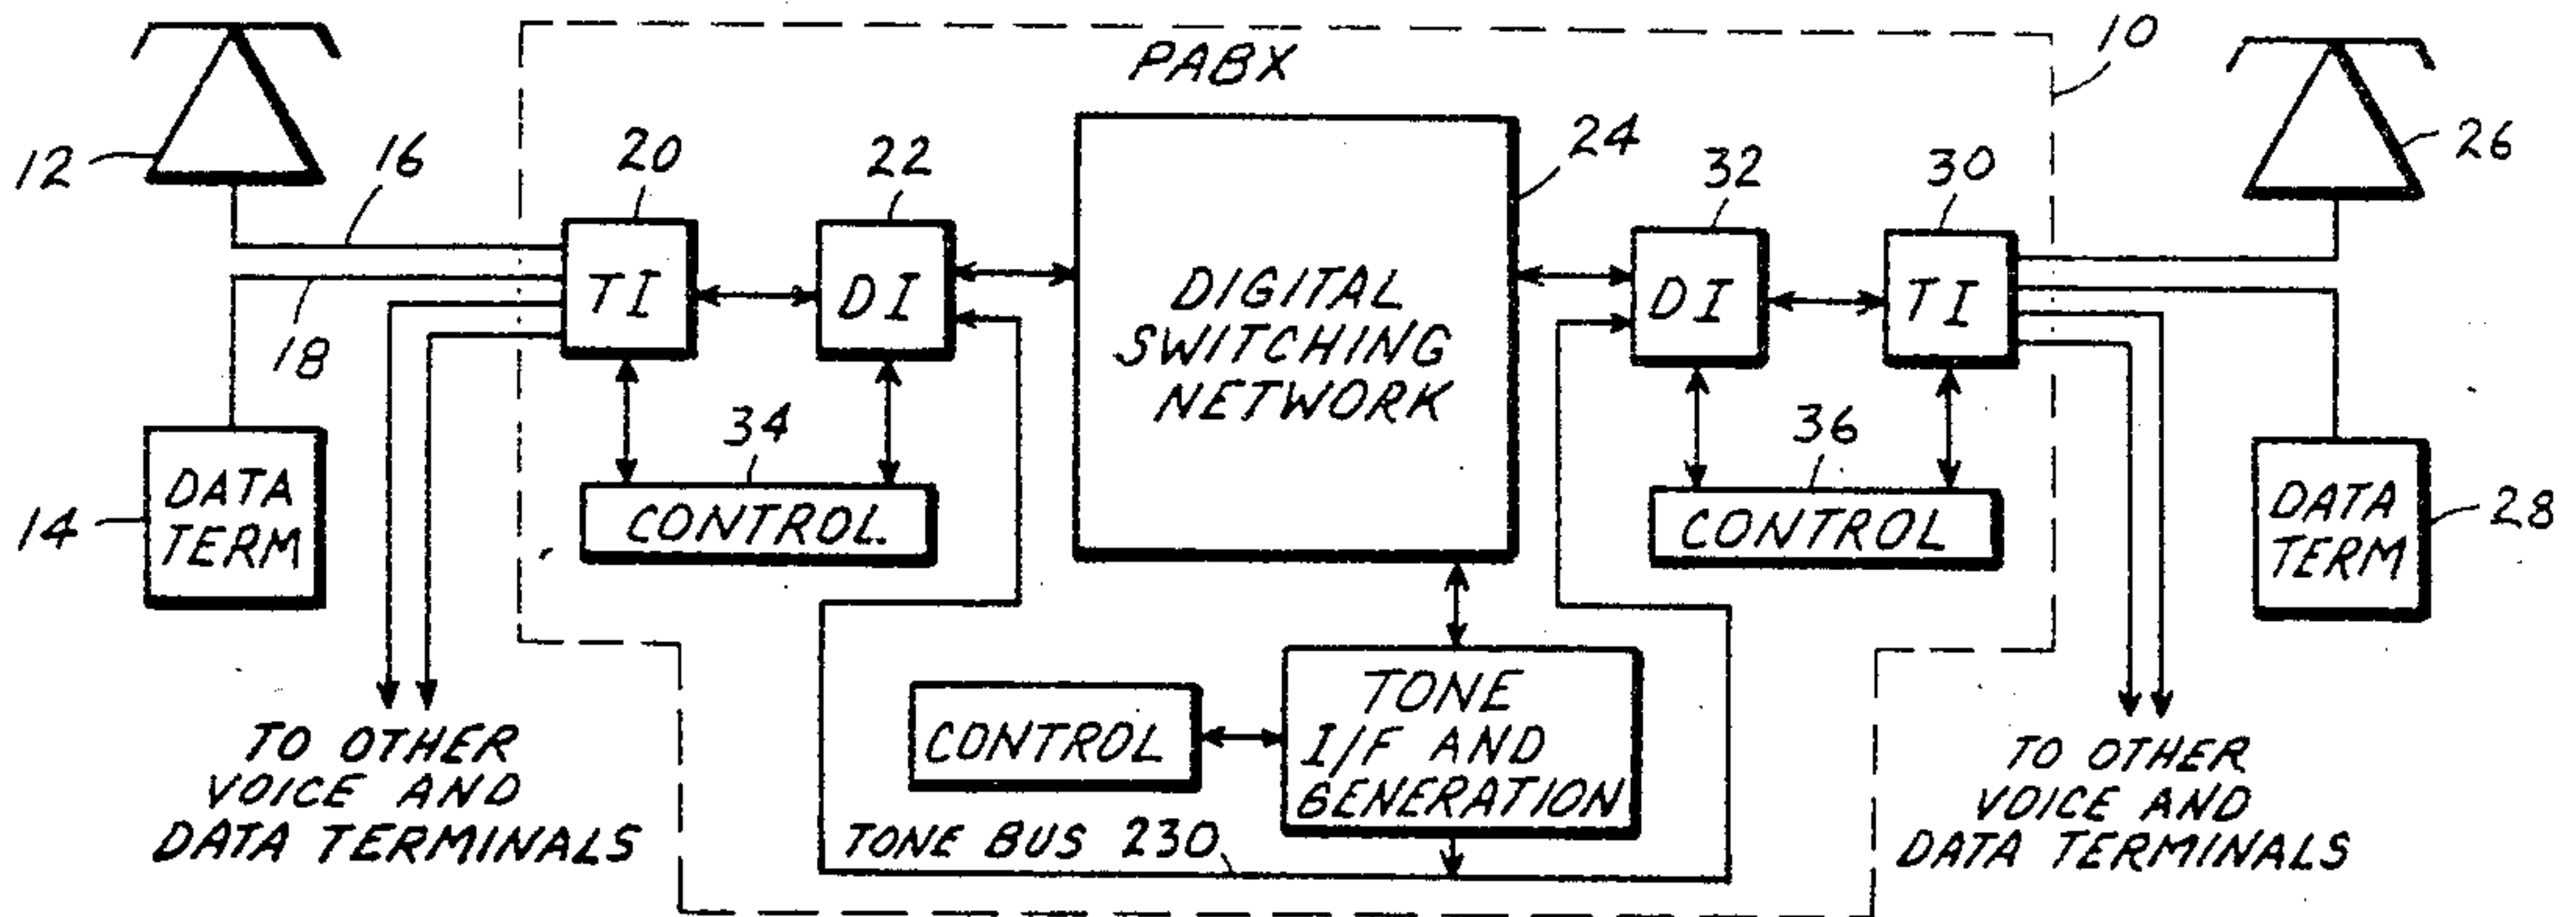 PABX
10
12
16
20
22
24
32
30
26
TI
DI
DIGITAL
SWITCHING
NETWORK
DI
TI
18
34
36
14
DATA
TERM
CONTROL
CONTROL
DATA
TERM
28
TO OTHER
VOICE AND
DATA TERMINALS
CONTROL
TONE
I/F AND
GENERATION
TONE BUS 230
TO OTHER
VOICE AND
DATA TERMINALS